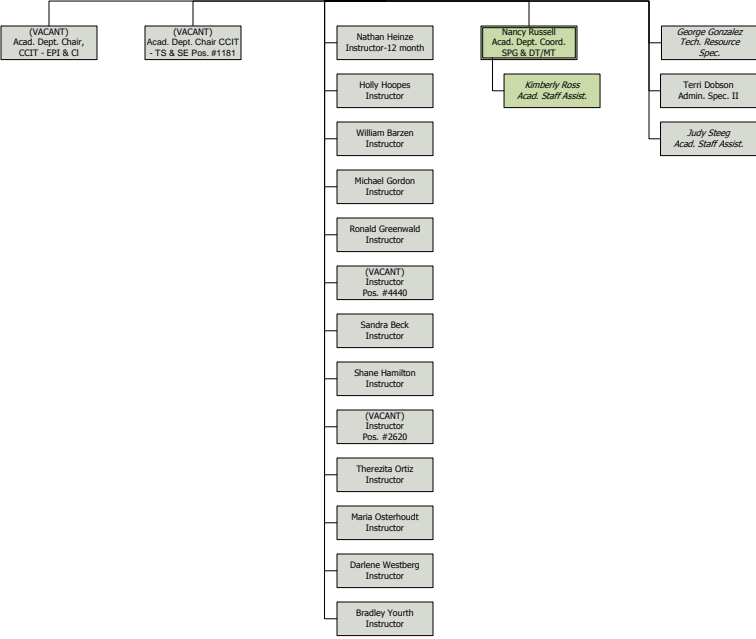 (VACANT)
Acad. Dept. Chair,
CCIT - EPI & CI
(VACANT)
Acad. Dept. Chair CCIT
- TS & SE Pos. #1181
Nathan Heinze
Instructor-12 month
Holly Hoopes
Instructor
William Barzen
Instructor
Michael Gordon
Instructor
Ronald Greenwald
Instructor
(VACANT)
Instructor
Pos. #4440
Sandra Beck
Instructor
Shane Hamilton
Instructor
(VACANT)
Instructor
Pos. #2620
Therezita Ortiz
Instructor
Maria Osterhoudt
Instructor
Darlene Westberg
Instructor
Bradley Yourth
Instructor
Nancy Russell
Acad. Dept. Coord.
SPG & DT/MT
Kimberly Ross
Acad. Staff Assist.
George Gonzalez
Tech. Resource
Spec.
Terri Dobson
Admin. Spec. II
Judy Steeg
Acad. Staff Assist.